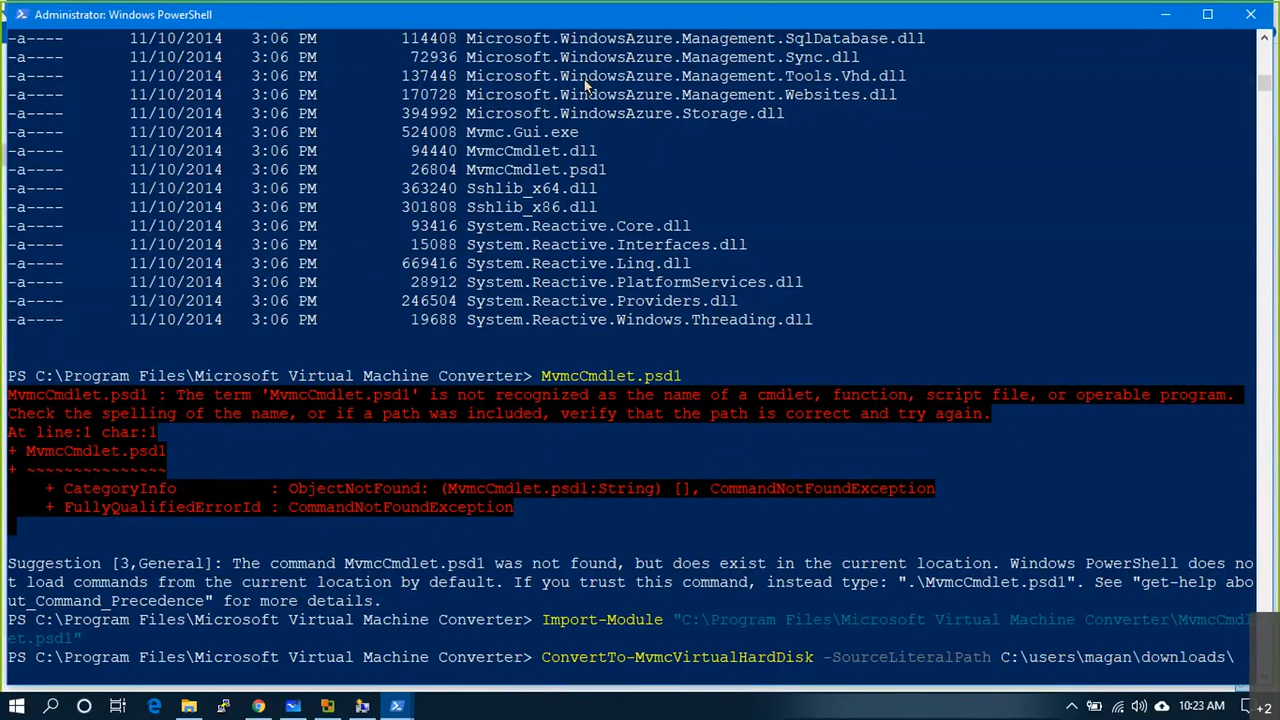 Administrator: Windows PowerShell
-a---- 11/10/2014 3:06 PM 114408 Microsoft.WindowsAzure.Management.SqlDatabase.dll
-a---- 11/10/2014 3:06 PM 72936 Microsoft.WindowsAzure.Management.Sync.dll
-a---- 11/10/2014 3:06 PM 137448 Microsoft.WindowsAzure.Management.Tools.Vhd.dll
-a---- 11/10/2014 3:06 PM 170728 Microsoft.WindowsAzure.Management.Websites.dll
-a---- 11/10/2014 3:06 PM 394992 Microsoft.WindowsAzure.Storage.dll
-a---- 11/10/2014 3:06 PM 524008 Mvmc.Gui.exe
-a---- 11/10/2014 3:06 PM 94440 MvmcCmdlet.dll
-a---- 11/10/2014 3:06 PM 26804 MvmcCmdlet.psd1
-a---- 11/10/2014 3:06 PM 363240 Sshlib_x64.dll
-a---- 11/10/2014 3:06 PM 301808 Sshlib_x86.dll
-a---- 11/10/2014 3:06 PM 93416 System.Reactive.Core.dll
-a---- 11/10/2014 3:06 PM 15088 System.Reactive.Interfaces.dll
-a---- 11/10/2014 3:06 PM 669416 System.Reactive.Linq.dll
-a---- 11/10/2014 3:06 PM 28912 System.Reactive.PlatformServices.dll
-a---- 11/10/2014 3:06 PM 246504 System.Reactive.Providers.dll
-a---- 11/10/2014 3:06 PM 19688 System.Reactive.Windows.Threading.dll
PS C:\Program Files\Microsoft Virtual Machine Converter> MvmcCmdlet.psd1
MvmcCmdlet.psd1 : The term 'MvmcCmdlet.psd1' is not recognized as the name of a cmdlet, function, script file, or operable program.
Check the spelling of the name, or if a path was included, verify that the path is correct and try again.
At line:1 char:1
+ MvmcCmdlet.psd1
+ ~~~~~~~~~~~~~~~
+ CategoryInfo : ObjectNotFound: (MvmcCmdlet.psd1:String) [], CommandNotFoundException
+ FullyQualifiedErrorId : CommandNotFoundException
Suggestion [3,General]: The command MvmcCmdlet.psd1 was not found, but does exist in the current location. Windows PowerShell does no
t load commands from the current location by default. If you trust this command, instead type: ".\MvmcCmdlet.psd1". See "get-help abo
ut_Command_Precedence" for more details.
PS C:\Program Files\Microsoft Virtual Machine Converter> Import-Module "C:\Program Files\Microsoft Virtual Machine Converter\MvmcCmdl
et.psd1"
PS C:\Program Files\Microsoft Virtual Machine Converter> ConvertTo-MvmcVirtualHardDisk -SourceLiteralPath C:\users\magan\downloads\
10:23 AM
+2